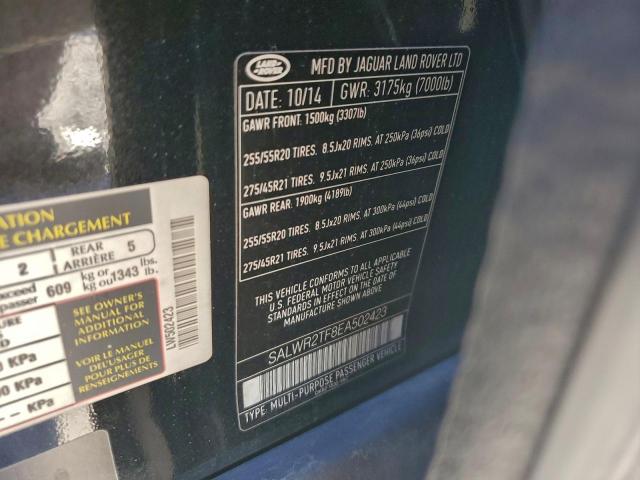 LAND ROVER
MFD BY JAGUAR LAND ROVER LTD
DATE: 10/14 GWR: 3175kg (7000lb)
GAWR FRONT: 1500kg (3307lb)
255/55R20 TIRES. 8.5Jx20 RIMS. AT 250kPa (36psi) COLD
275/45R21 TIRES. 9.5Jx21 RIMS. AT 250kPa (36psi) COLD
GAWR REAR: 1900kg (4189lb)
255/55R20 TIRES. 8.5Jx20 RIMS. AT 300kPa (44psi) COLD
275/45R21 TIRES. 9.5Jx21 RIMS. AT 300kPa (44psi) COLD
THIS VEHICLE CONFORMS TO ALL APPLICABLE
U.S. FEDERAL MOTOR VEHICLE SAFETY
STANDARDS IN EFFECT ON THE DATE OF
MANUFACTURE SHOWN ABOVE
SALWR2TF8EA502423
TYPE: MULTI-PURPOSE PASSENGER VEHICLE
CHARGEMENT
2 REAR ARRIÈRE 5
609 kg or kg ou 1343 lbs. lb.
SEE OWNER'S
MANUAL FOR
ADDITIONAL
INFORMATION
VOIR LE MANUEL
DE L'USAGER
POUR PLUS DE
RENSEIGNEMENTS
KPa
KPa
-- KPa
LW502423